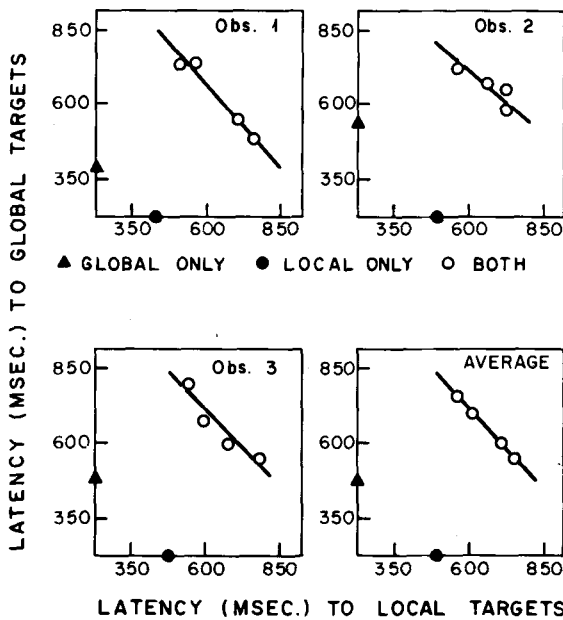 LATENCY (MSEC.) TO GLOBAL TARGETS
Obs. 1
850
600
350
350 600 850
Obs. 2
850
600
350
350 600 850
▲ GLOBAL ONLY ● LOCAL ONLY ○ BOTH
Obs. 3
850
600
350
350 600 850
AVERAGE
850
600
350
350 600 850
LATENCY (MSEC.) TO LOCAL TARGETS